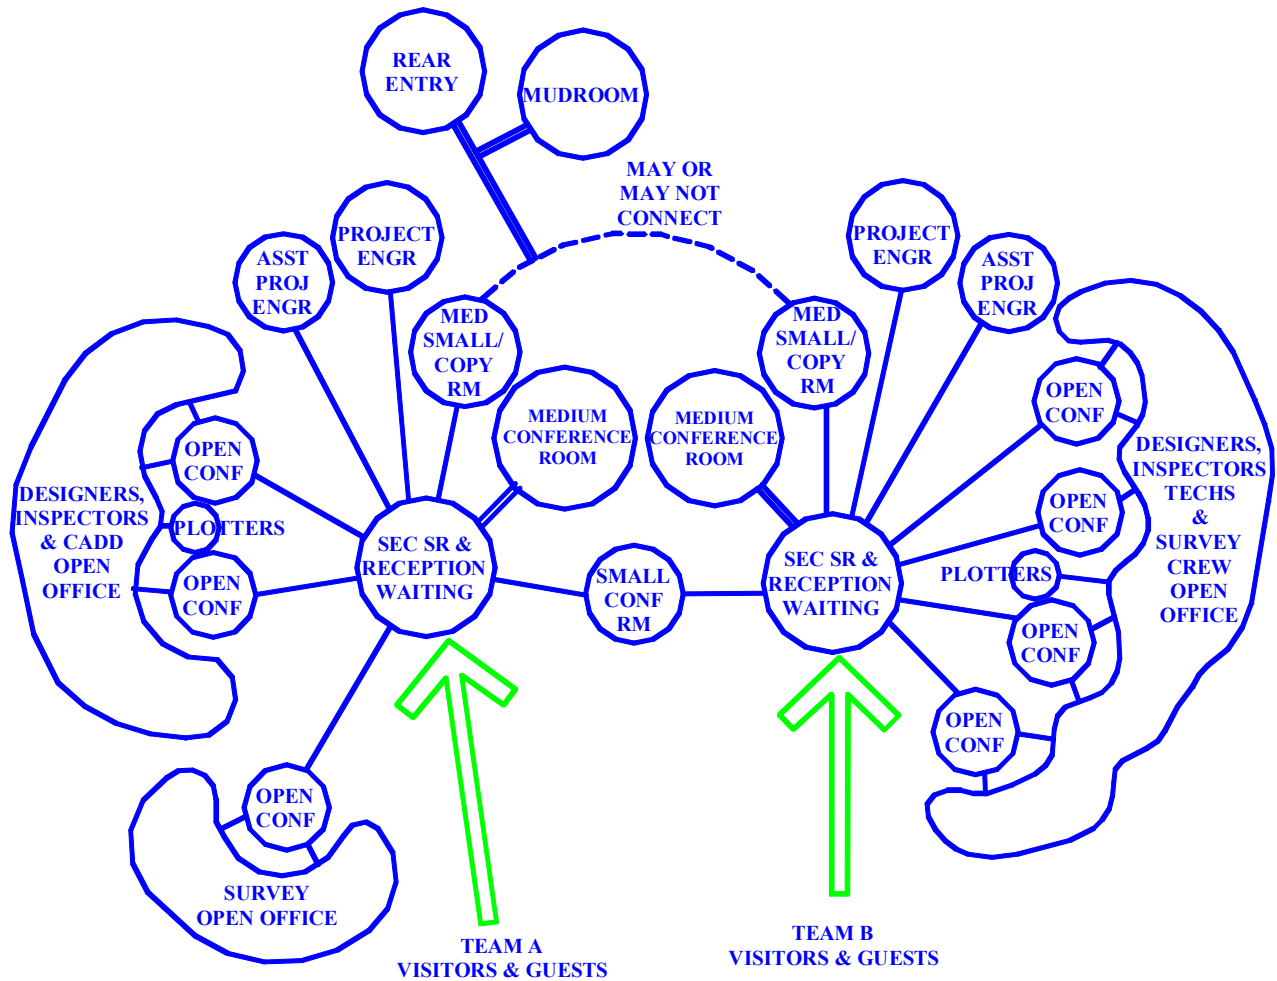 REAR
ENTRY
MUDROOM
MAY OR
MAY NOT
CONNECT
PROJECT
ENGR
ASST
PROJ
ENGR
MED
SMALL/
COPY
RM
MEDIUM
CONFERENCE
ROOM
MEDIUM
CONFERENCE
ROOM
MED
SMALL/
COPY
RM
PROJECT
ENGR
ASST
PROJ
ENGR
OPEN
CONF
DESIGNERS,
INSPECTORS
& CADD
OPEN
OFFICE
PLOTTERS
OPEN
CONF
SEC SR &
RECEPTION
WAITING
SMALL
CONF
RM
SEC SR &
RECEPTION
WAITING
OPEN
CONF
OPEN
CONF
PLOTTERS
OPEN
CONF
OPEN
CONF
DESIGNERS,
INSPECTORS
TECHS
&
SURVEY
CREW
OPEN
OFFICE
OPEN
CONF
SURVEY
OPEN OFFICE
TEAM A
VISITORS & GUESTS
TEAM B
VISITORS & GUESTS